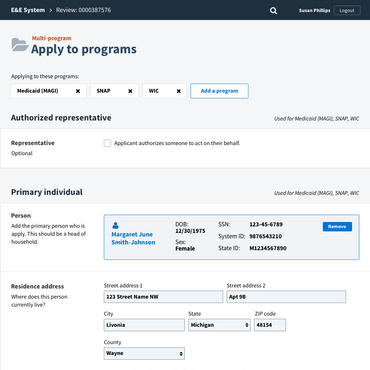 E&E System > Review: 0000387576
Susan Phillips Logout
Multi-program
Apply to programs
Applying to these programs:
Medicaid (MAGI) ✖ SNAP ✖ WIC ✖ Add a program
Authorized representative Used for Medicaid (MAGI), SNAP, WIC
Representative
Optional
Applicant authorizes someone to act on their behalf.
Primary individual Used for Medicaid (MAGI), SNAP, WIC
Person
Add the primary person who is
apply. This should be a head of
household.
Margaret June
Smith-Johnson
DOB:
12/30/1975
Sex:
Female
SSN: 123-45-6789
System ID: 9876543210
State ID: M1234567890
Remove
Residence address
Where does this person
currently live?
Street address 1 Street address 2
123 Street Name NW Apt 9B
City State ZIP code
Livonia Michigan 48154
County
Wayne